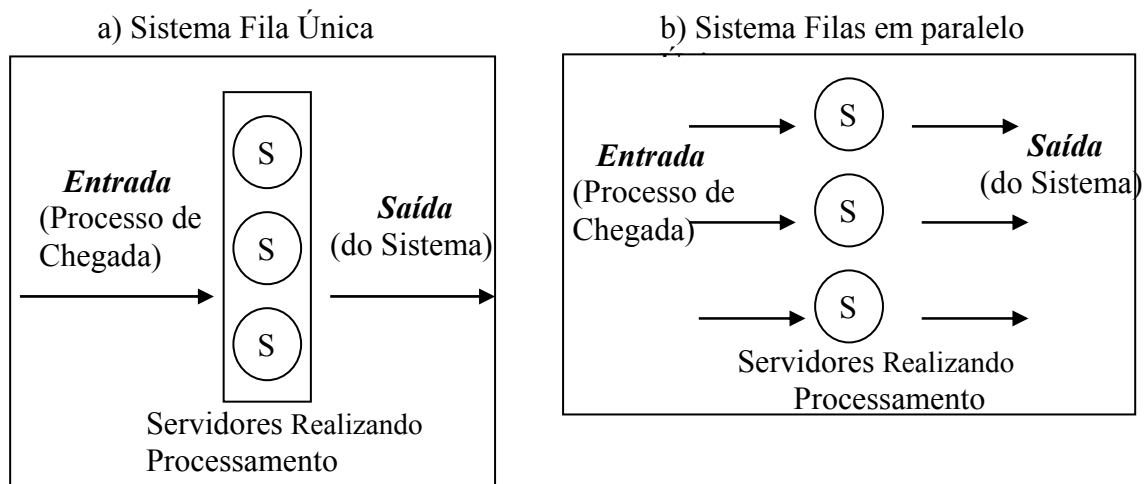 a) Sistema Fila Única
Entrada
(Processo de
Chegada)
S
S
S
Saída
(do Sistema)
Servidores Realizando
Processamento
b) Sistema Filas em paralelo
Entrada
(Processo de
Chegada)
S
S
S
Saída
(do Sistema)
Servidores Realizando
Processamento